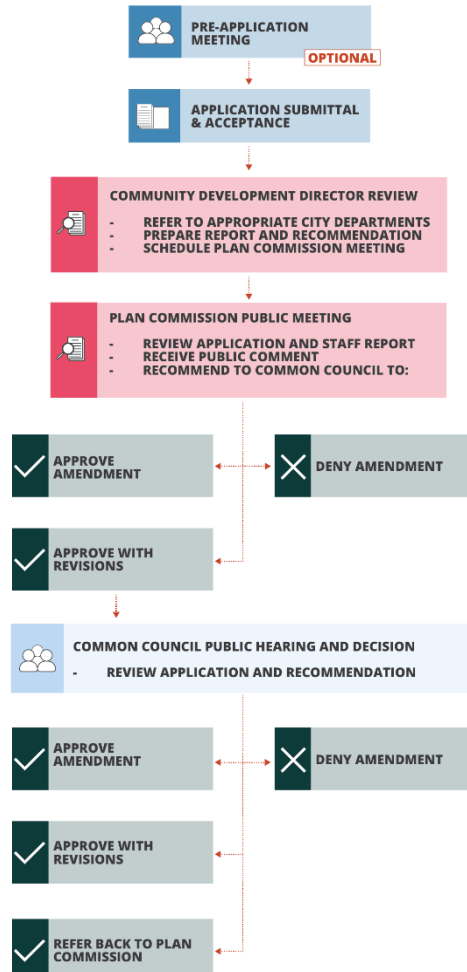 PRE-APPLICATION
MEETING
OPTIONAL
APPLICATION SUBMITTAL
& ACCEPTANCE
COMMUNITY DEVELOPMENT DIRECTOR REVIEW
- REFER TO APPROPRIATE CITY DEPARTMENTS
- PREPARE REPORT AND RECOMMENDATION
- SCHEDULE PLAN COMMISSION MEETING
PLAN COMMISSION PUBLIC MEETING
- REVIEW APPLICATION AND STAFF REPORT
- RECEIVE PUBLIC COMMENT
- RECOMMEND TO COMMON COUNCIL TO:
APPROVE
AMENDMENT
DENY AMENDMENT
APPROVE WITH
REVISIONS
COMMON COUNCIL PUBLIC HEARING AND DECISION
- REVIEW APPLICATION AND RECOMMENDATION
APPROVE
AMENDMENT
DENY AMENDMENT
APPROVE WITH
REVISIONS
REFER BACK TO PLAN
COMMISSION